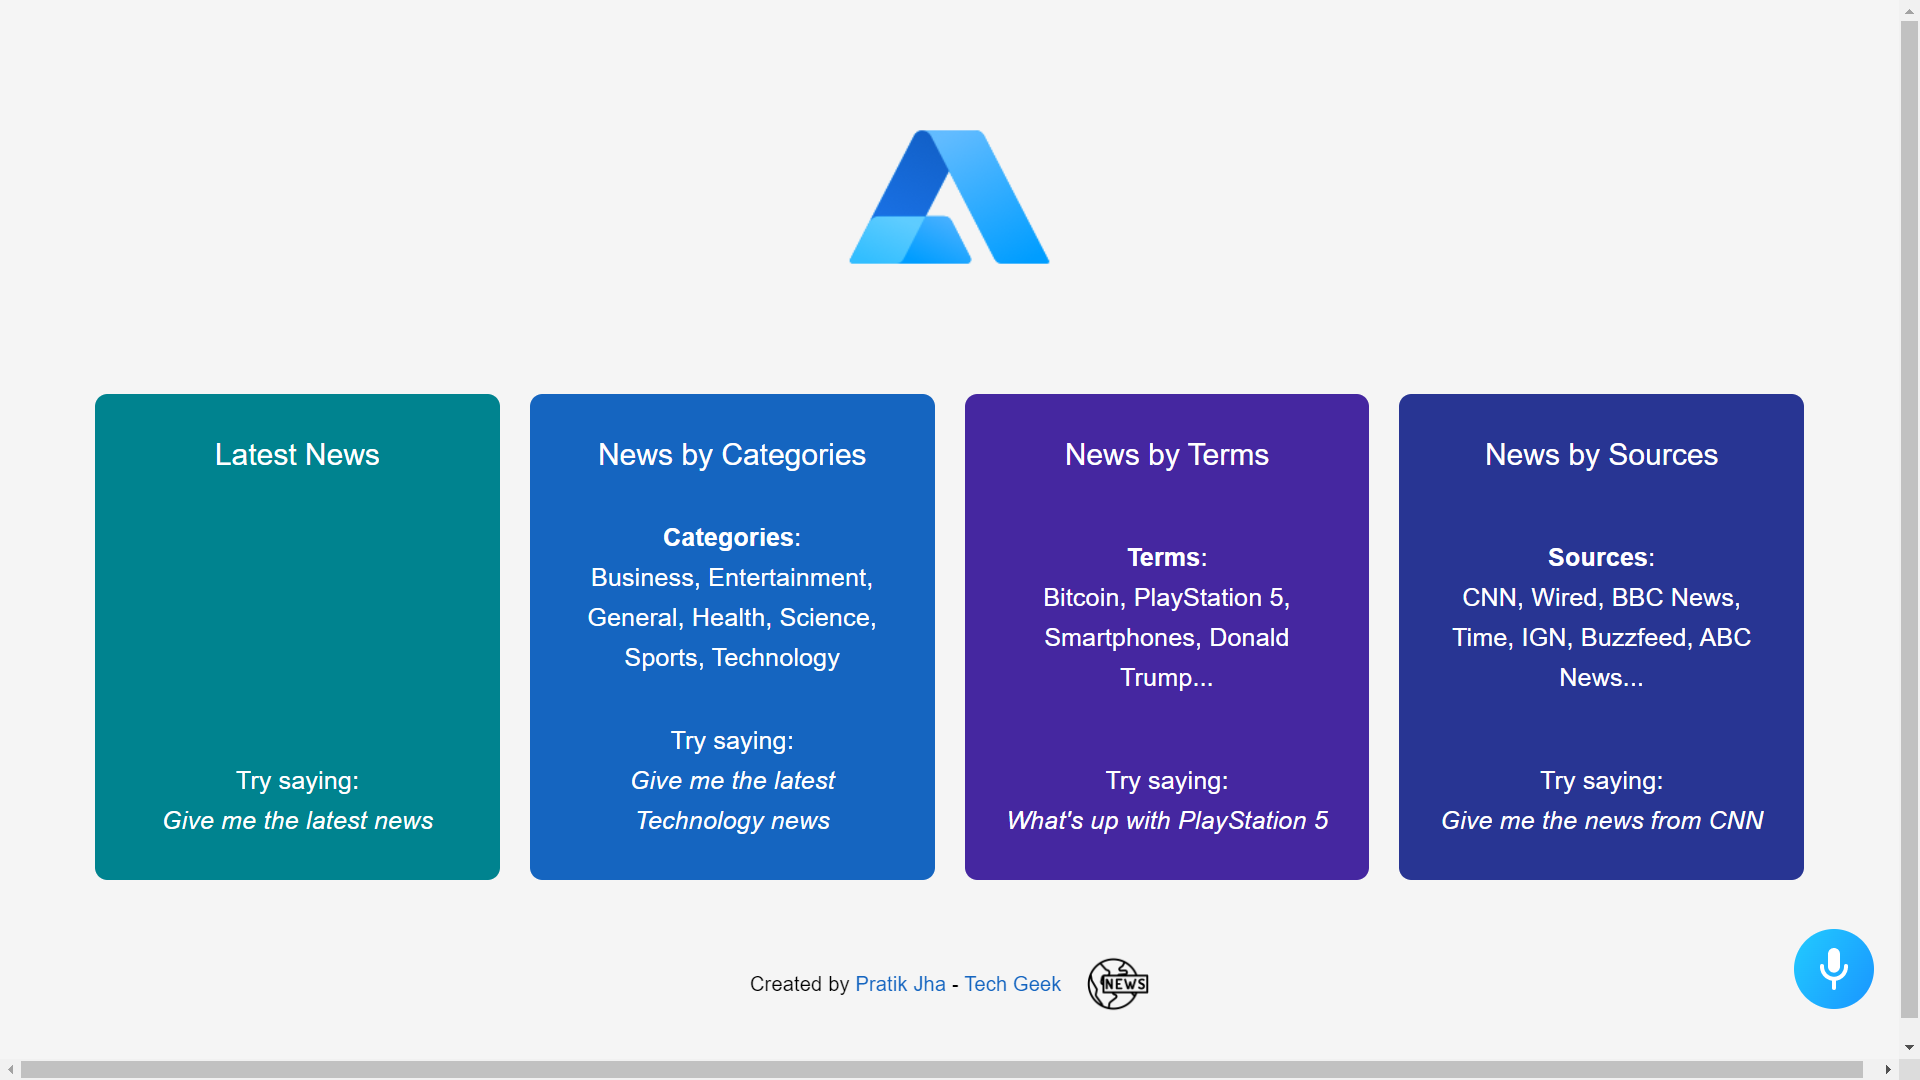 Latest News
Try saying:
Give me the latest news
News by Categories
Categories:
Business, Entertainment,
General, Health, Science,
Sports, Technology
Try saying:
Give me the latest
Technology news
News by Terms
Terms:
Bitcoin, PlayStation 5,
Smartphones, Donald
Trump...
Try saying:
What's up with PlayStation 5
News by Sources
Sources:
CNN, Wired, BBC News,
Time, IGN, Buzzfeed, ABC
News...
Try saying:
Give me the news from CNN
Created by Pratik Jha - Tech Geek
NEWS